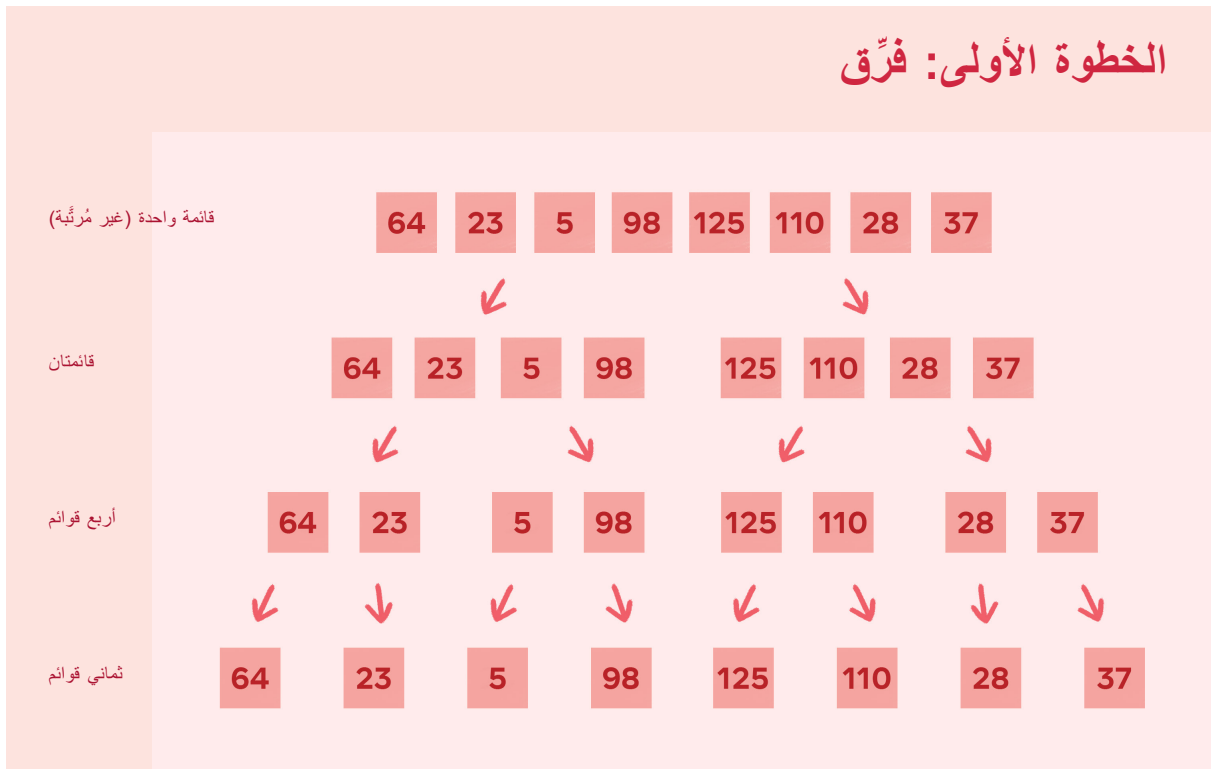 الخطوة الأولى: فرِّق
قائمة واحدة (غير مُرتَّبة)
64 23 5 98 125 110 28 37
قائمتان
64 23 5 98 125 110 28 37
أربع قوائم
64 23 5 98 125 110 28 37
ثماني قوائم
64 23 5 98 125 110 28 37